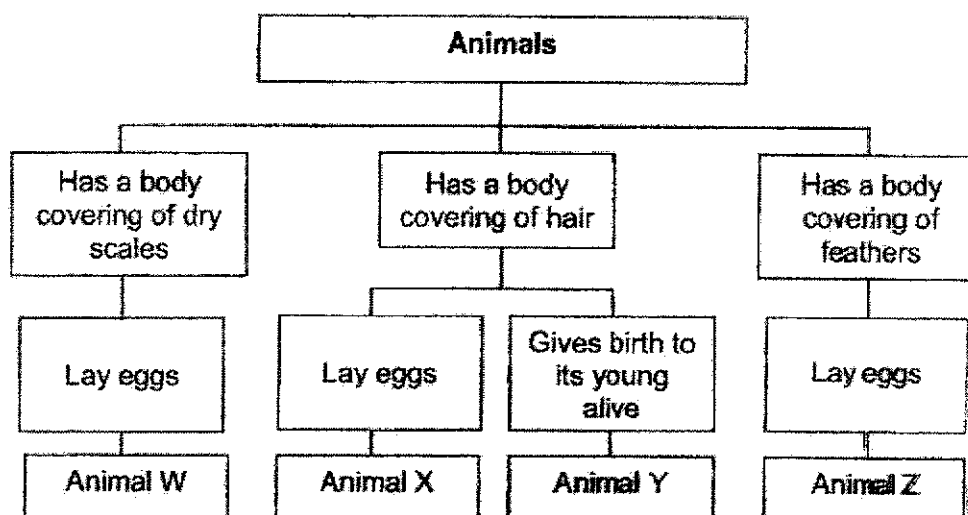 Animals
Has a body
covering of dry
scales
Has a body
covering of hair
Has a body
covering of
feathers
Lay eggs
Lay eggs
Gives birth to
its young
alive
Lay eggs
Animal W
Animal X
Animal Y
Animal Z